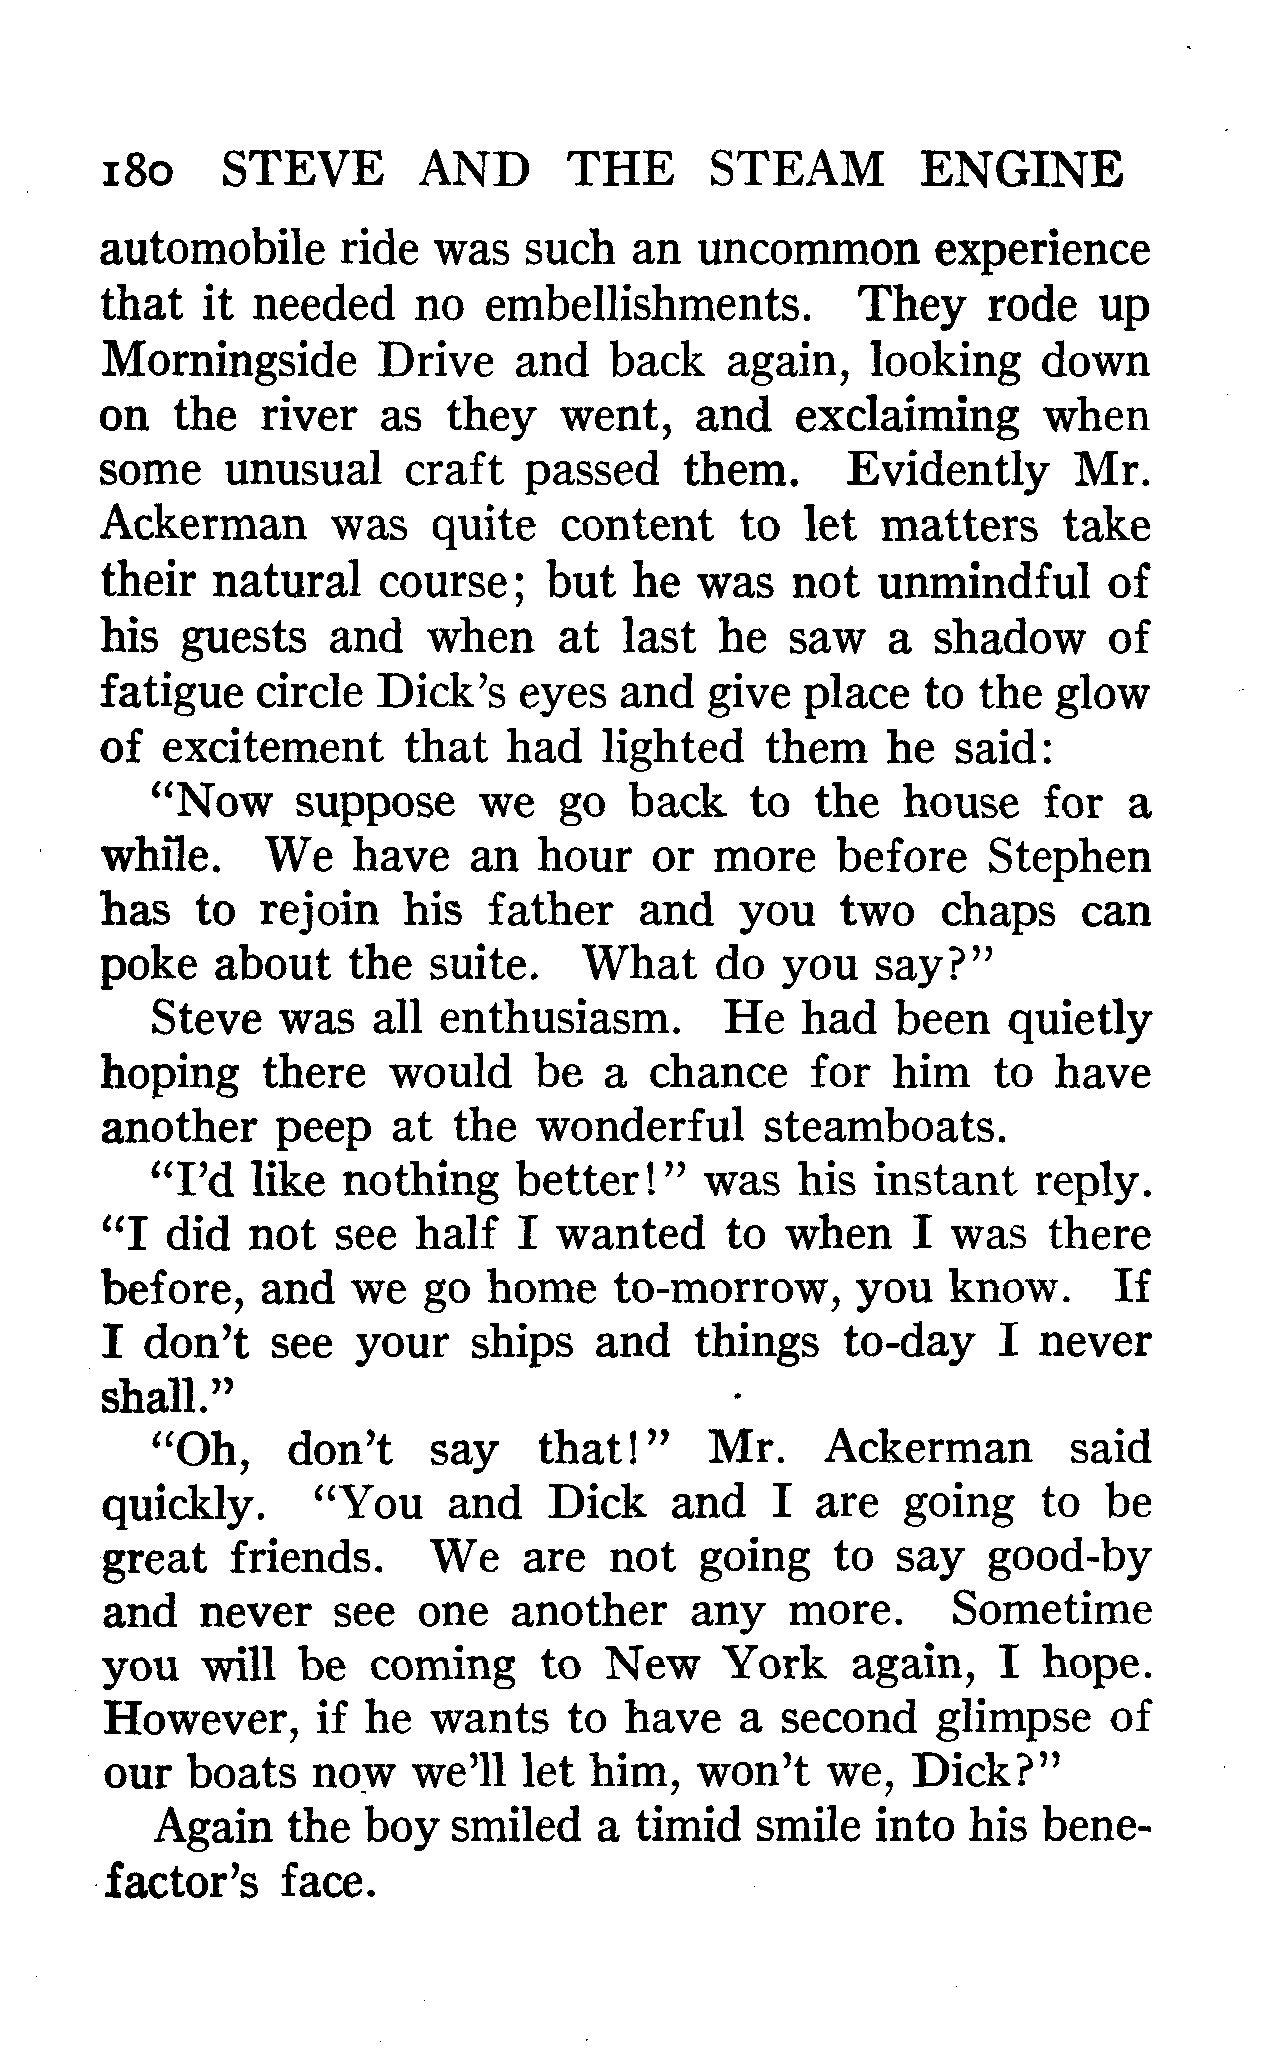 180 STEVE AND THE STEAM ENGINE
automobile ride was such an uncommon experience
that it needed no embellishments. They rode up
Morningside Drive and back again, looking down
on the river as they went, and exclaiming when
some unusual craft passed them. Evidently Mr.
Ackerman was quite content to let matters take
their natural course; but he was not unmindful of
his guests and when at last he saw a shadow of
fatigue circle Dick's eyes and give place to the glow
of excitement that had lighted them he said:
"Now suppose we go back to the house for a
while. We have an hour or more before Stephen
has to rejoin his father and you two chaps can
poke about the suite. What do you say?"
Steve was all enthusiasm. He had been quietly
hoping there would be a chance for him to have
another peep at the wonderful steamboats.
"I'd like nothing better!" was his instant reply.
"I did not see half I wanted to when I was there
before, and we go home to-morrow, you know. If
I don't see your ships and things to-day I never
shall."
"Oh, don't say that!" Mr. Ackerman said
quickly. "You and Dick and I are going to be
great friends. We are not going to say good-by
and never see one another any more. Sometime
you will be coming to New York again, I hope.
However, if he wants to have a second glimpse of
our boats now we'll let him, won't we, Dick?"
Again the boy smiled a timid smile into his bene-
factor's face.